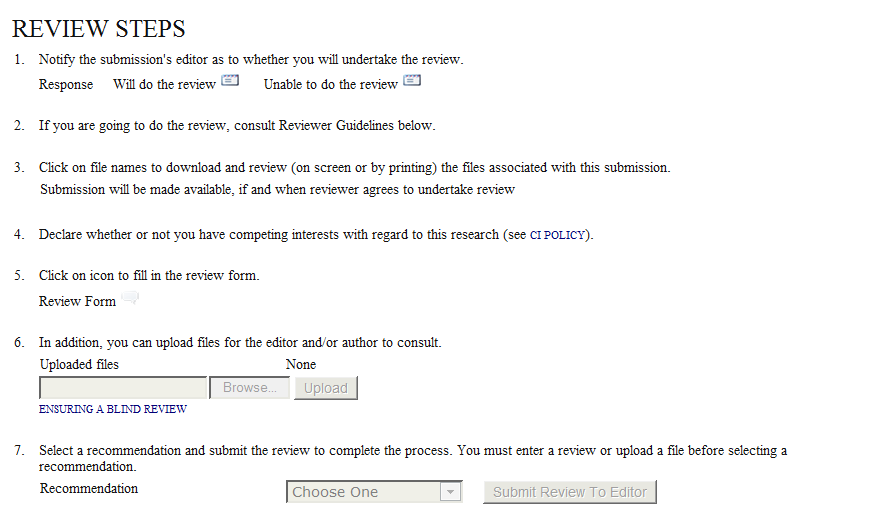 REVIEW STEPS
1. Notify the submission's editor as to whether you will undertake the review.
Response Will do the review Unable to do the review
2. If you are going to do the review, consult Reviewer Guidelines below.
3. Click on file names to download and review (on screen or by printing) the files associated with this submission.
Submission will be made available, if and when reviewer agrees to undertake review
4. Declare whether or not you have competing interests with regard to this research (see CI POLICY).
5. Click on icon to fill in the review form.
Review Form
6. In addition, you can upload files for the editor and/or author to consult.
Uploaded files None
Browse... Upload
ENSURING A BLIND REVIEW
7. Select a recommendation and submit the review to complete the process. You must enter a review or upload a file before selecting a
recommendation.
Recommendation Choose One Submit Review To Editor